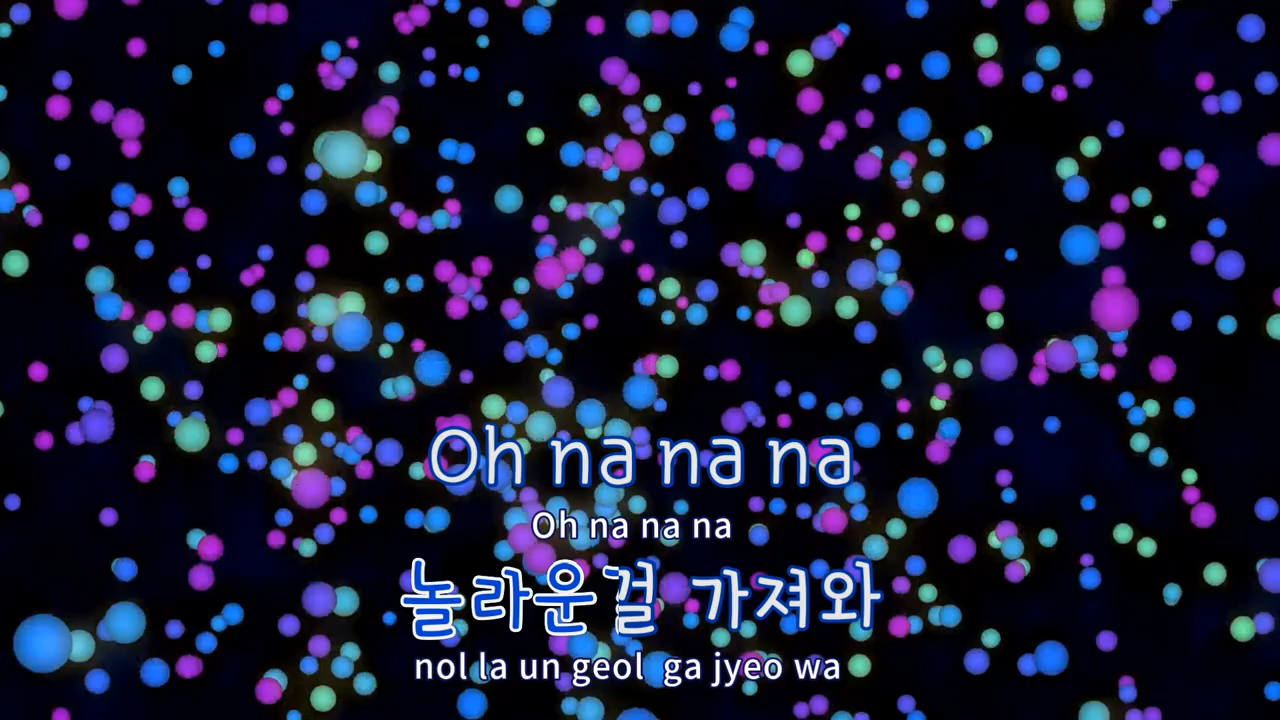 Oh na na na
Oh na na na
놀라운 걸 가져와
nol la un geol ga jyeo wa